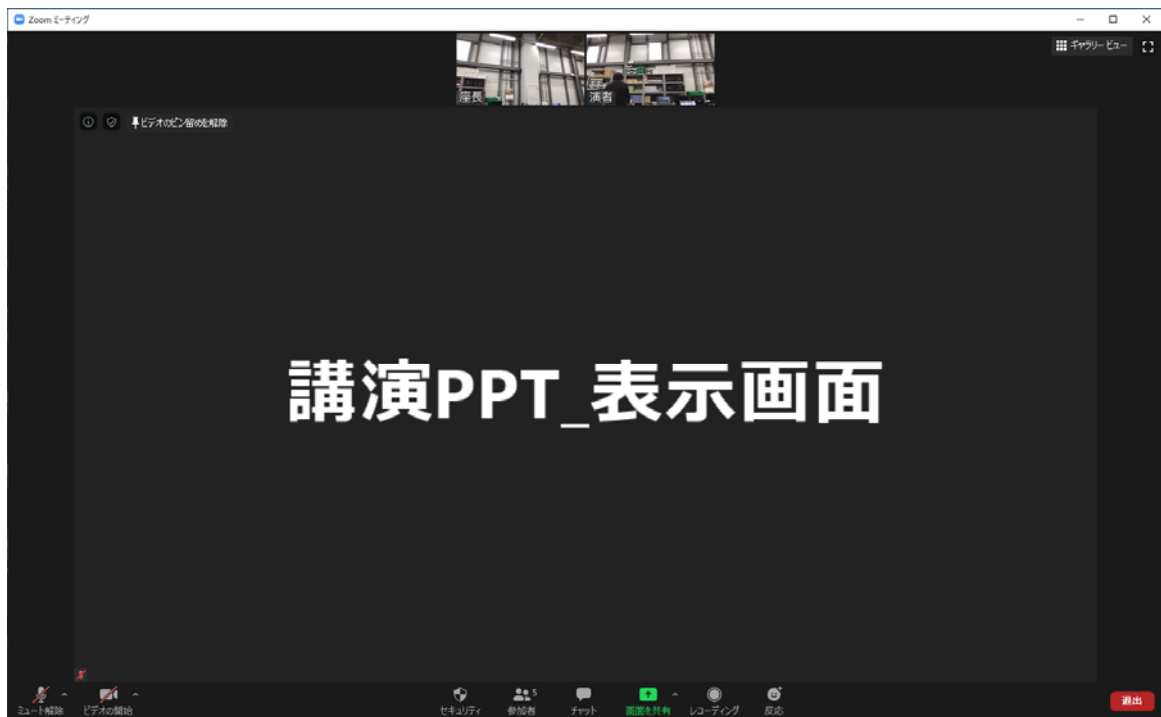 Zoom ミーティング
座長
演者
ギャラリー ビュー
ビデオのピン留めを解除
講演PPT_表示画面
ミュート解除
ビデオの開始
セキュリティ
参加者
5
チャット
画面を共有
レコーディング
反応
退出